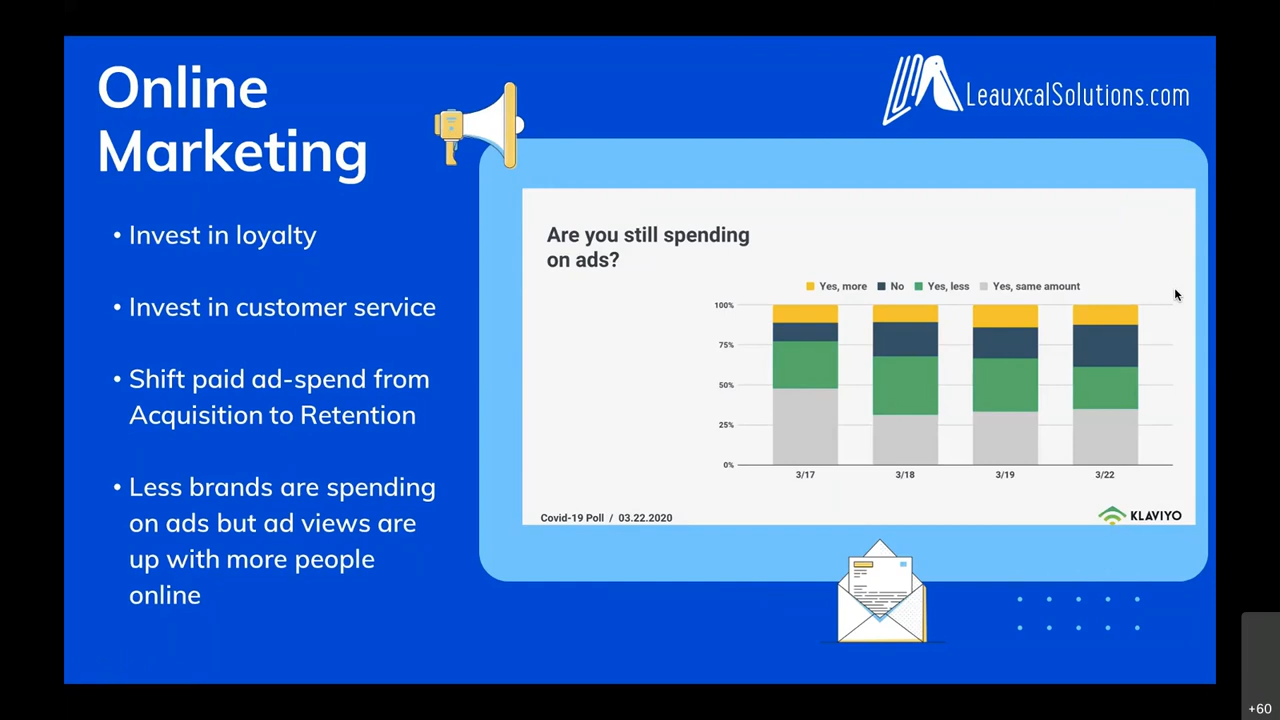 Online
Marketing
LeauxcalSolutions.com
• Invest in loyalty
• Invest in customer service
• Shift paid ad-spend from
Acquisition to Retention
• Less brands are spending
on ads but ad views are
up with more people
online
Are you still spending
on ads?
Yes, more No Yes, less Yes, same amount
100%
75%
50%
25%
0%
3/17 3/18 3/19 3/22
Covid-19 Poll / 03.22.2020
KLAVIYO
+60